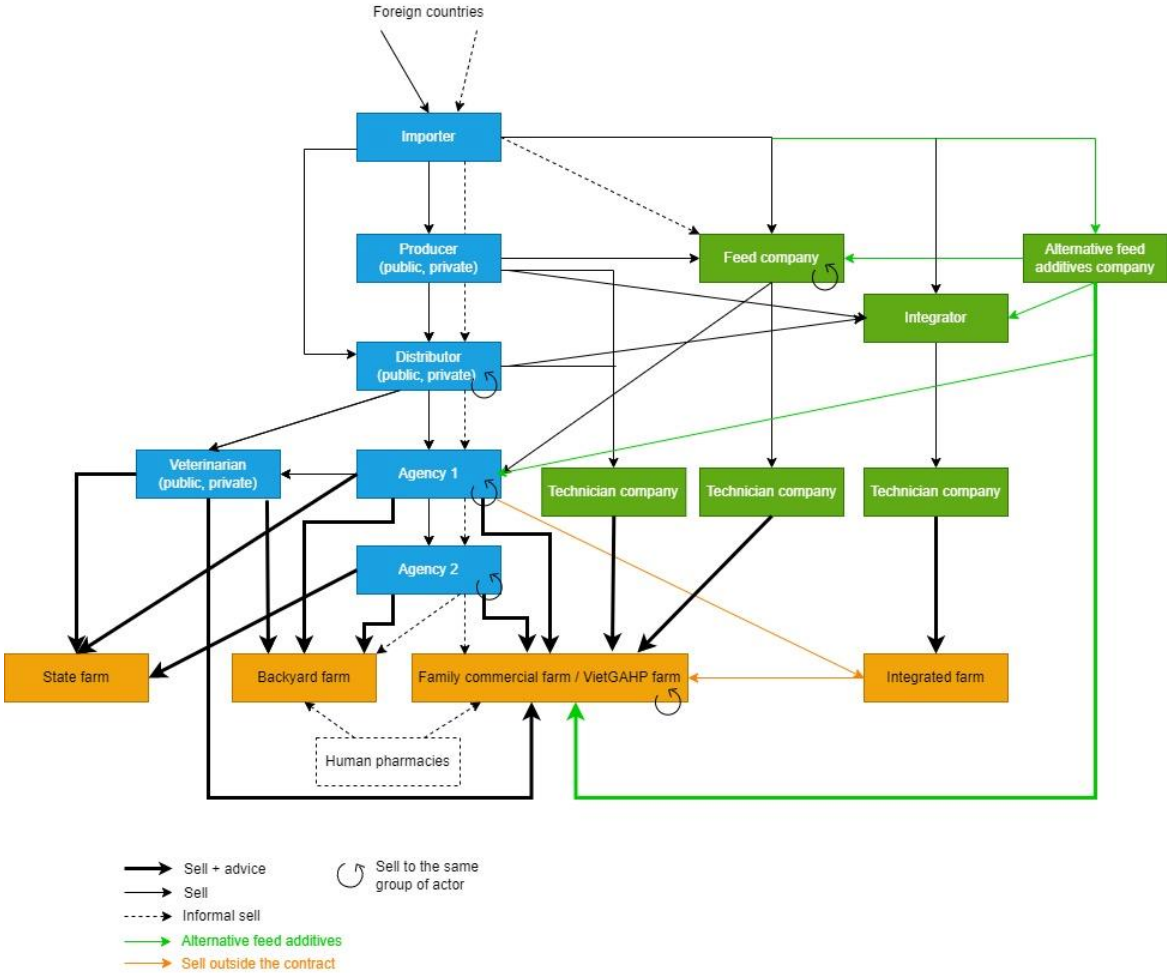 Foreign countries
Importer
Producer
(public, private)
Feed company
Alternative feed
additives company
Integrator
Distributor
(public, private)
Veterinarian
(public, private)
Agency 1
Technician company
Technician company
Technician company
Agency 2
State farm
Backyard farm
Family commercial farm / VietGAHP farm
Integrated farm
Human pharmacies
Sell + advice
Sell
Informal sell
Alternative feed additives
Sell outside the contract
Sell to the same
group of actor